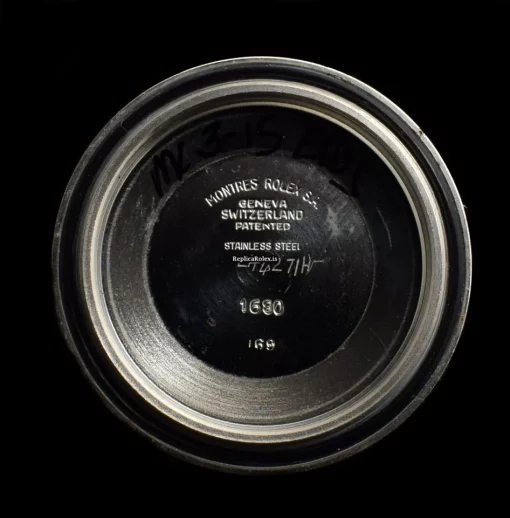 MONTRES ROLEX S.A.
GENEVA
SWITZERLAND
PATENTED
STAINLESS STEEL
ReplicaRolex.is
1680
169